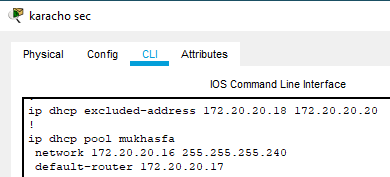 karacho sec
Physical Config CLI Attributes
IOS Command Line Interface
ip dhcp excluded-address 172.20.20.18 172.20.20.20
!
ip dhcp pool mukhasfa
network 172.20.20.16 255.255.255.240
default-router 172.20.20.17